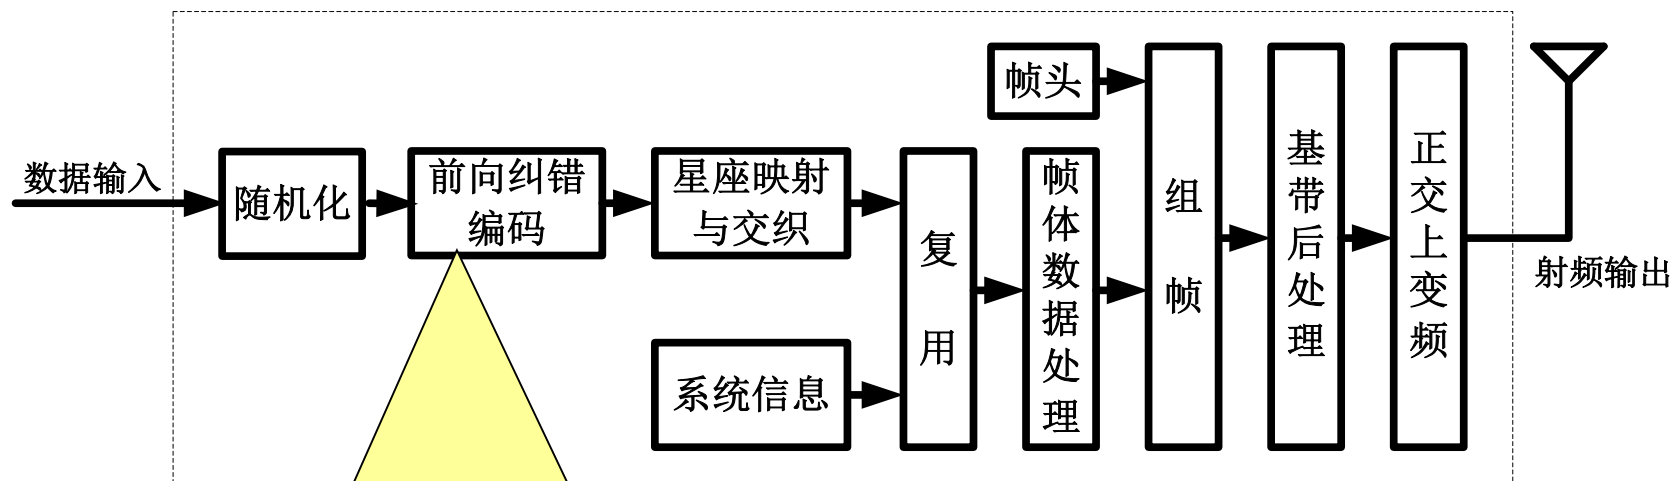 数据输入
随机化
前向纠错
编码
星座映射
与交织
系统信息
复
用
帧头
帧
体
数
据
处
理
组
帧
基
带
后
处
理
正
交
上
变
频
射频输出